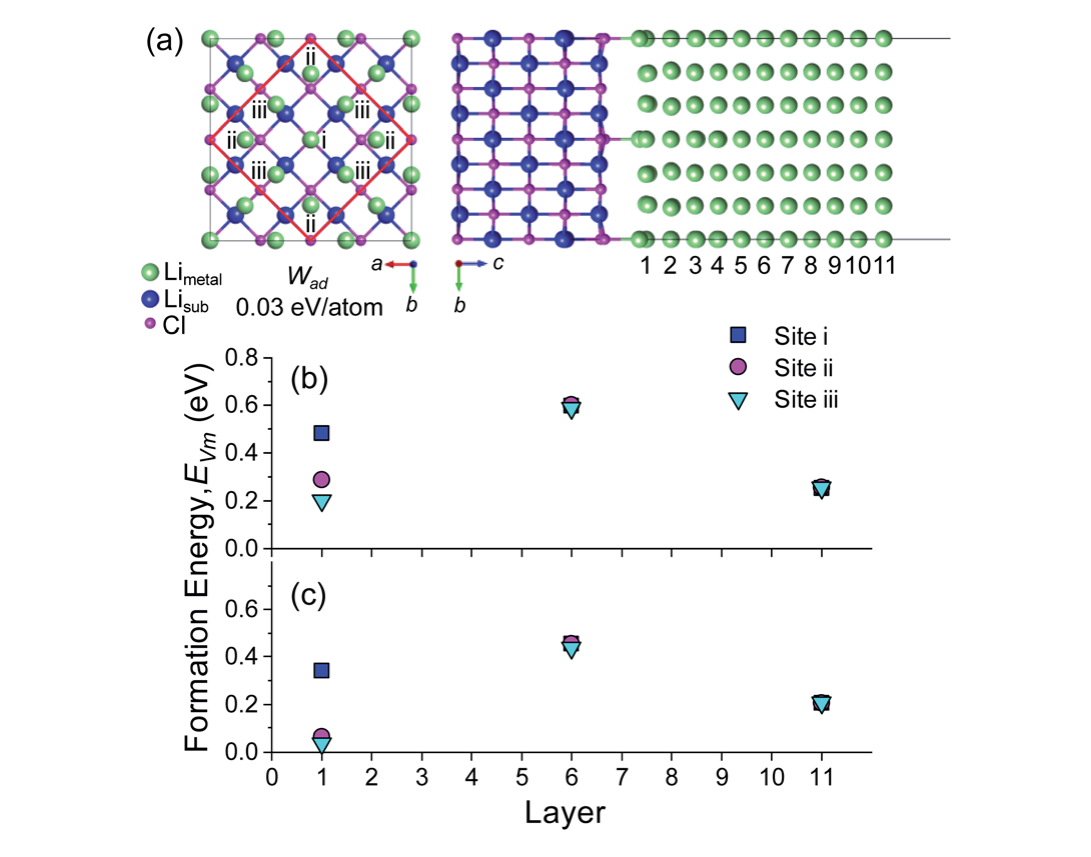 (a)
ii
iii iii
ii i ii
iii iii
ii
a c
b b
1 2 3 4 5 6 7 8 9 10 11
Li_metal
Li_sub
Cl
W_ad
0.03 eV/atom
Site i
Site ii
Site iii
Formation Energy, E_Vm (eV)
(b)
0.8
0.6
0.4
0.2
0.0
(c)
0.6
0.4
0.2
0.0
0 1 2 3 4 5 6 7 8 9 10 11
Layer